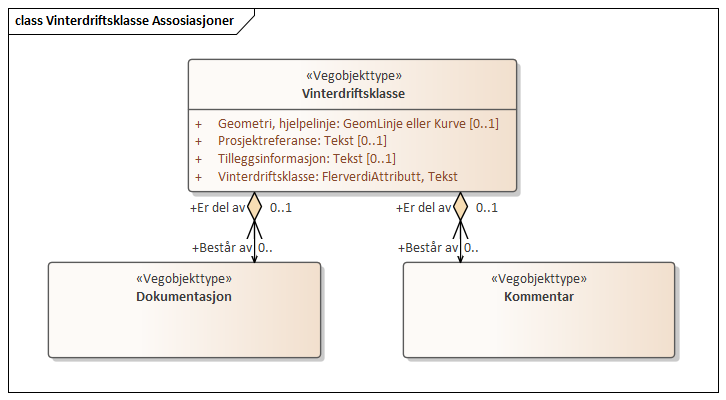 class Vinterdriftsklasse Assosiasjoner
«Vegobjekttype»
Vinterdriftsklasse
+ Geometri, hjelpelinje: GeomLinje eller Kurve [0..1]
+ Prosjektreferanse: Tekst [0..1]
+ Tilleggsinformasjon: Tekst [0..1]
+ Vinterdriftsklasse: FlerverdiAttributt, Tekst
+Er del av 0..1 +Er del av 0..1
+Består av 0.. +Består av 0..
«Vegobjekttype» «Vegobjekttype»
Dokumentasjon Kommentar